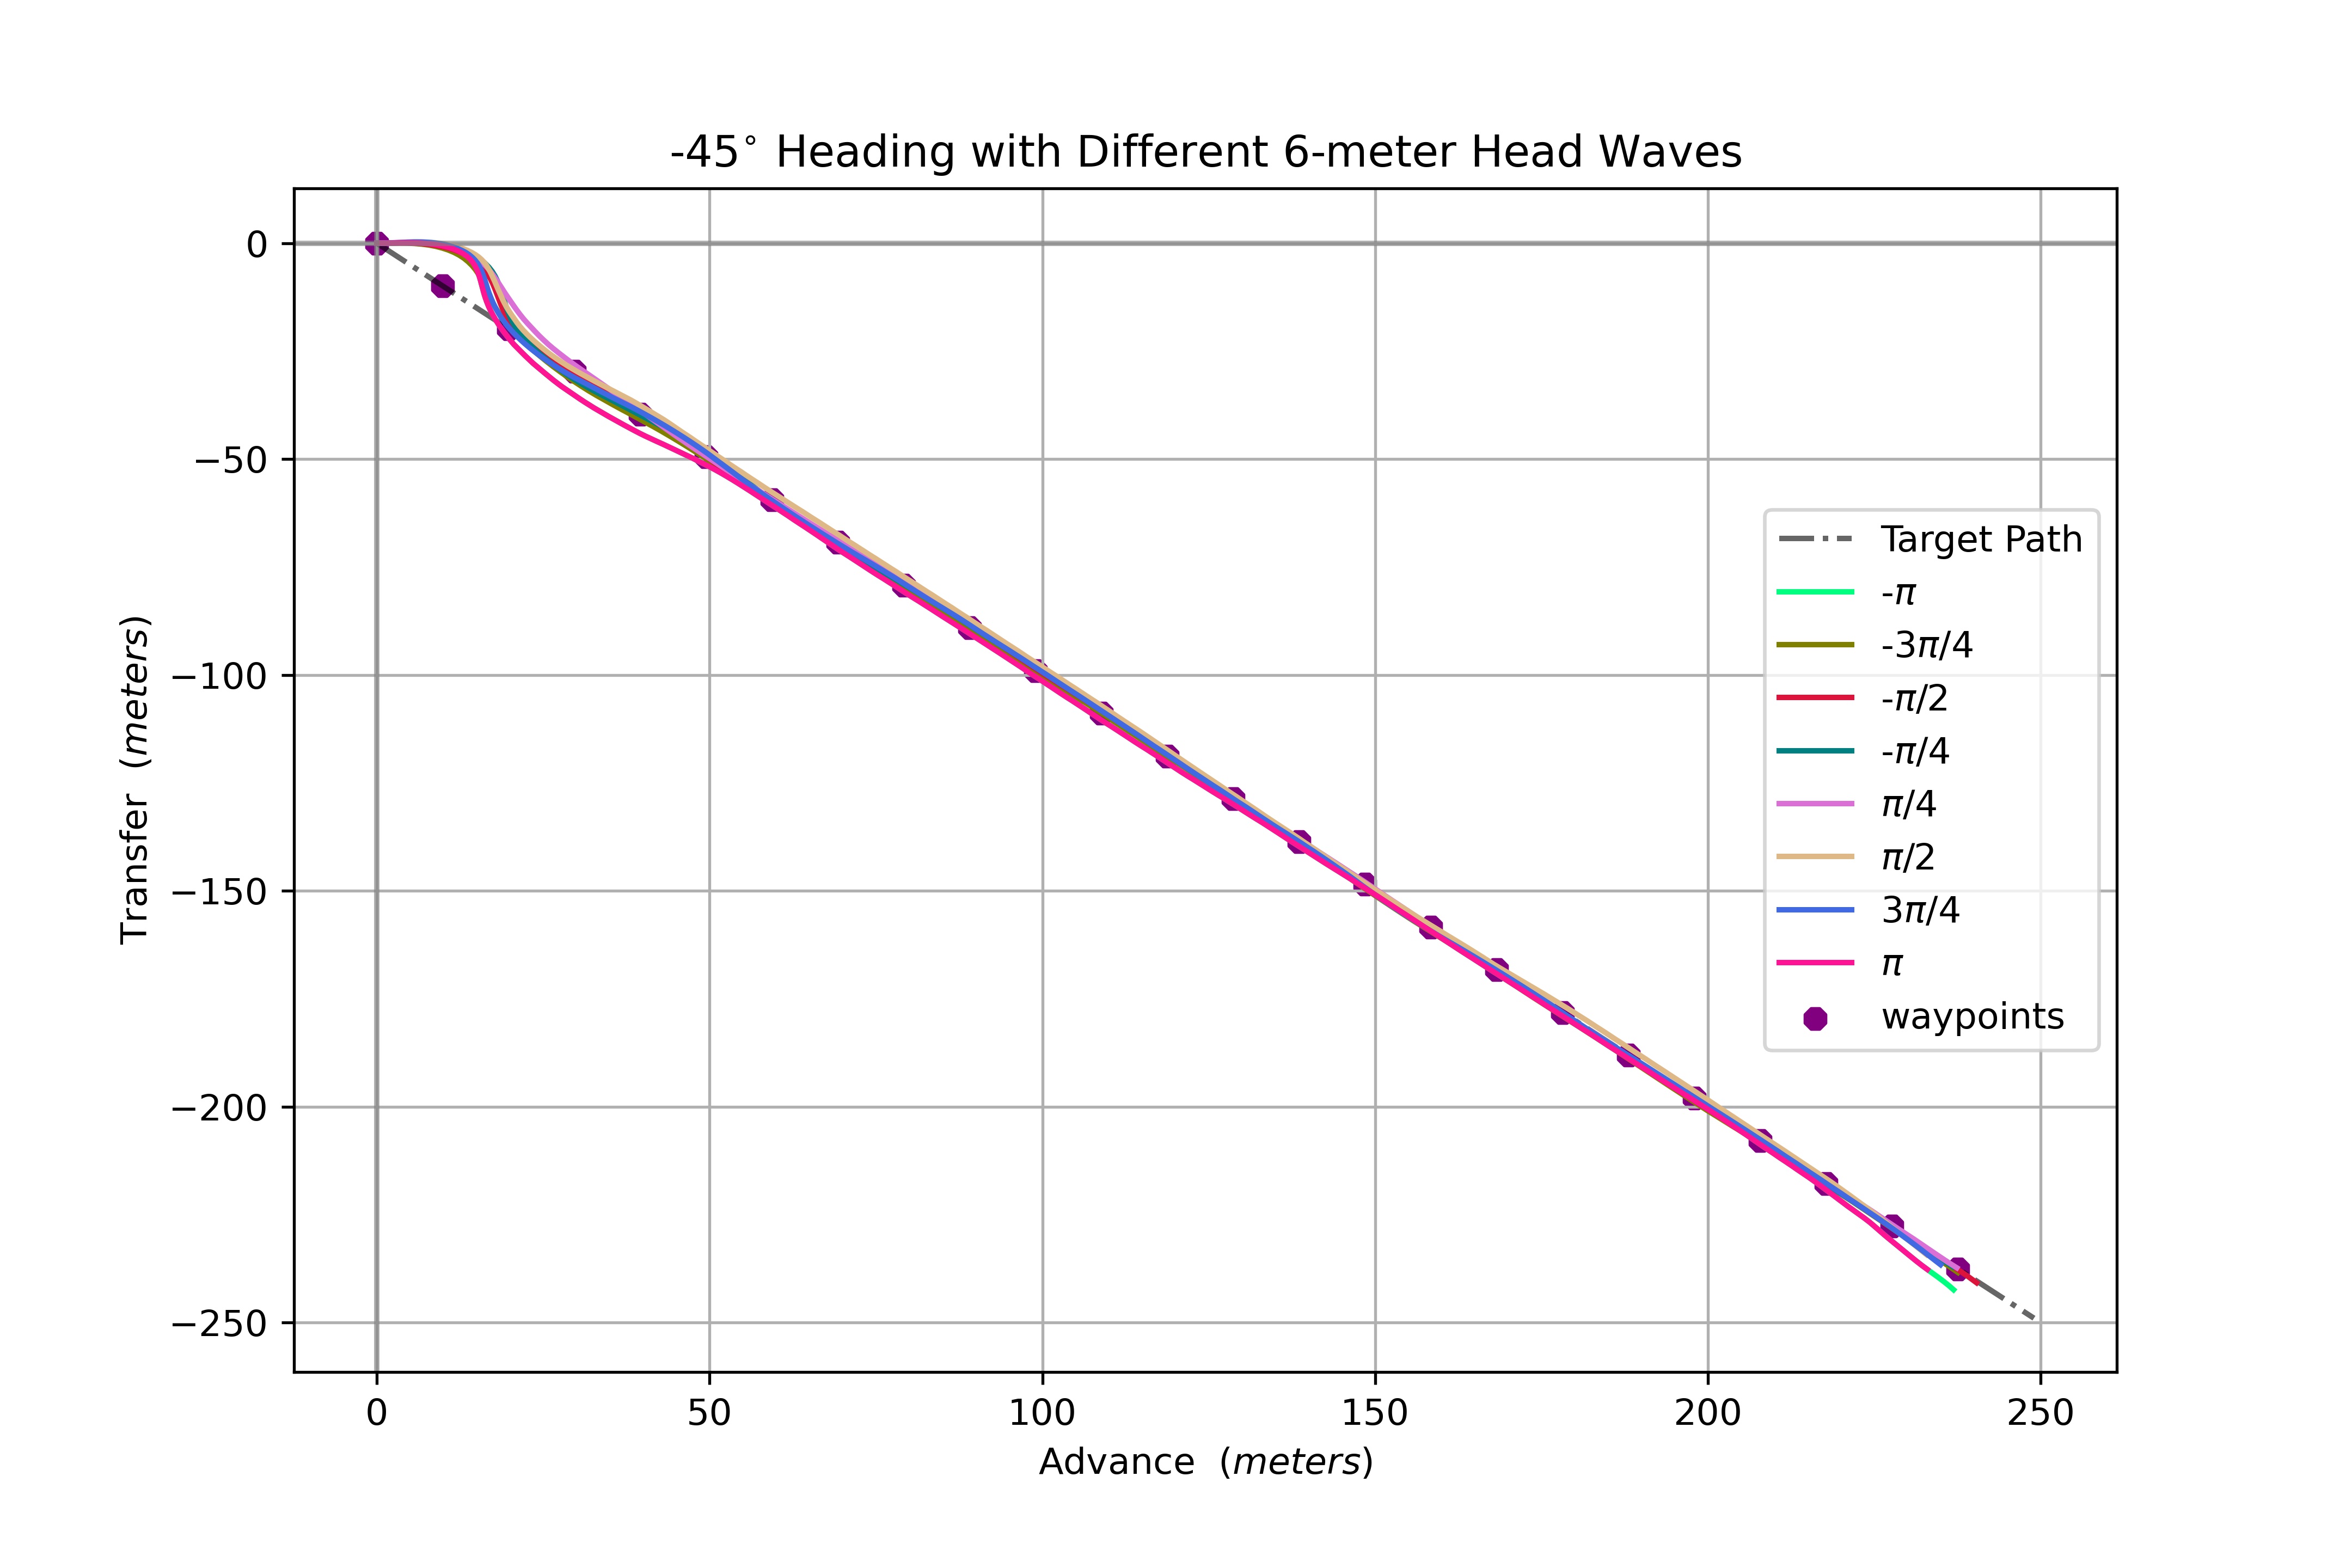 -45° Heading with Different 6-meter Head Waves
0
−50
−100
−150
−200
−250
Transfer (meters)
0 50 100 150 200 250
Advance (meters)
Target Path
-π
-3π/4
-π/2
-π/4
π/4
π/2
3π/4
π
waypoints